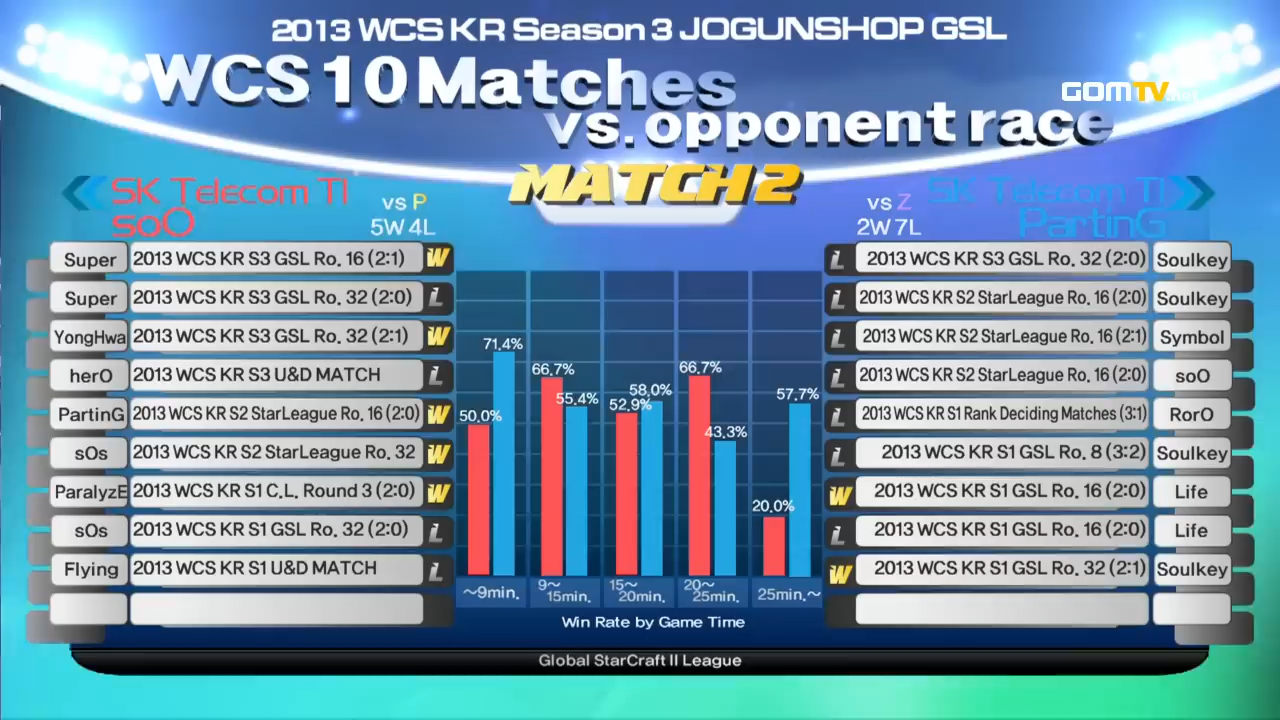 2013 WCS KR Season 3 JOGUNSHOP GSL
WCS 10 Matches
vs. opponent race
GOMTV.net
MATCH 2
SK Telecom T1
soO
vs P
5W 4L
vs Z
2W 7L
SK Telecom T1
PartinG
Super 2013 WCS KR S3 GSL Ro. 16 (2:1) W
Super 2013 WCS KR S3 GSL Ro. 32 (2:0) L
YongHwa 2013 WCS KR S3 GSL Ro. 32 (2:1) W
herO 2013 WCS KR S3 U&D MATCH L
PartinG 2013 WCS KR S2 StarLeague Ro. 16 (2:0) W
sOs 2013 WCS KR S2 StarLeague Ro. 32 W
ParalyzE 2013 WCS KR S1 C.L. Round 3 (2:0) W
sOs 2013 WCS KR S1 GSL Ro. 32 (2:0) L
Flying 2013 WCS KR S1 U&D MATCH L
50.0% 71.4%
66.7% 55.4%
52.9% 58.0%
66.7% 43.3%
20.0% 57.7%
~9min.
9~
15min.
15~
20min.
20~
25min.
25min.~
Win Rate by Game Time
L 2013 WCS KR S3 GSL Ro. 32 (2:0) Soulkey
L 2013 WCS KR S2 StarLeague Ro. 16 (2:0) Soulkey
L 2013 WCS KR S2 StarLeague Ro. 16 (2:1) Symbol
L 2013 WCS KR S2 StarLeague Ro. 16 (2:0) soO
L 2013 WCS KR S1 Rank Deciding Matches (3:1) RorO
L 2013 WCS KR S1 GSL Ro. 8 (3:2) Soulkey
W 2013 WCS KR S1 GSL Ro. 16 (2:0) Life
L 2013 WCS KR S1 GSL Ro. 16 (2:0) Life
W 2013 WCS KR S1 GSL Ro. 32 (2:1) Soulkey
Global StarCraft II League